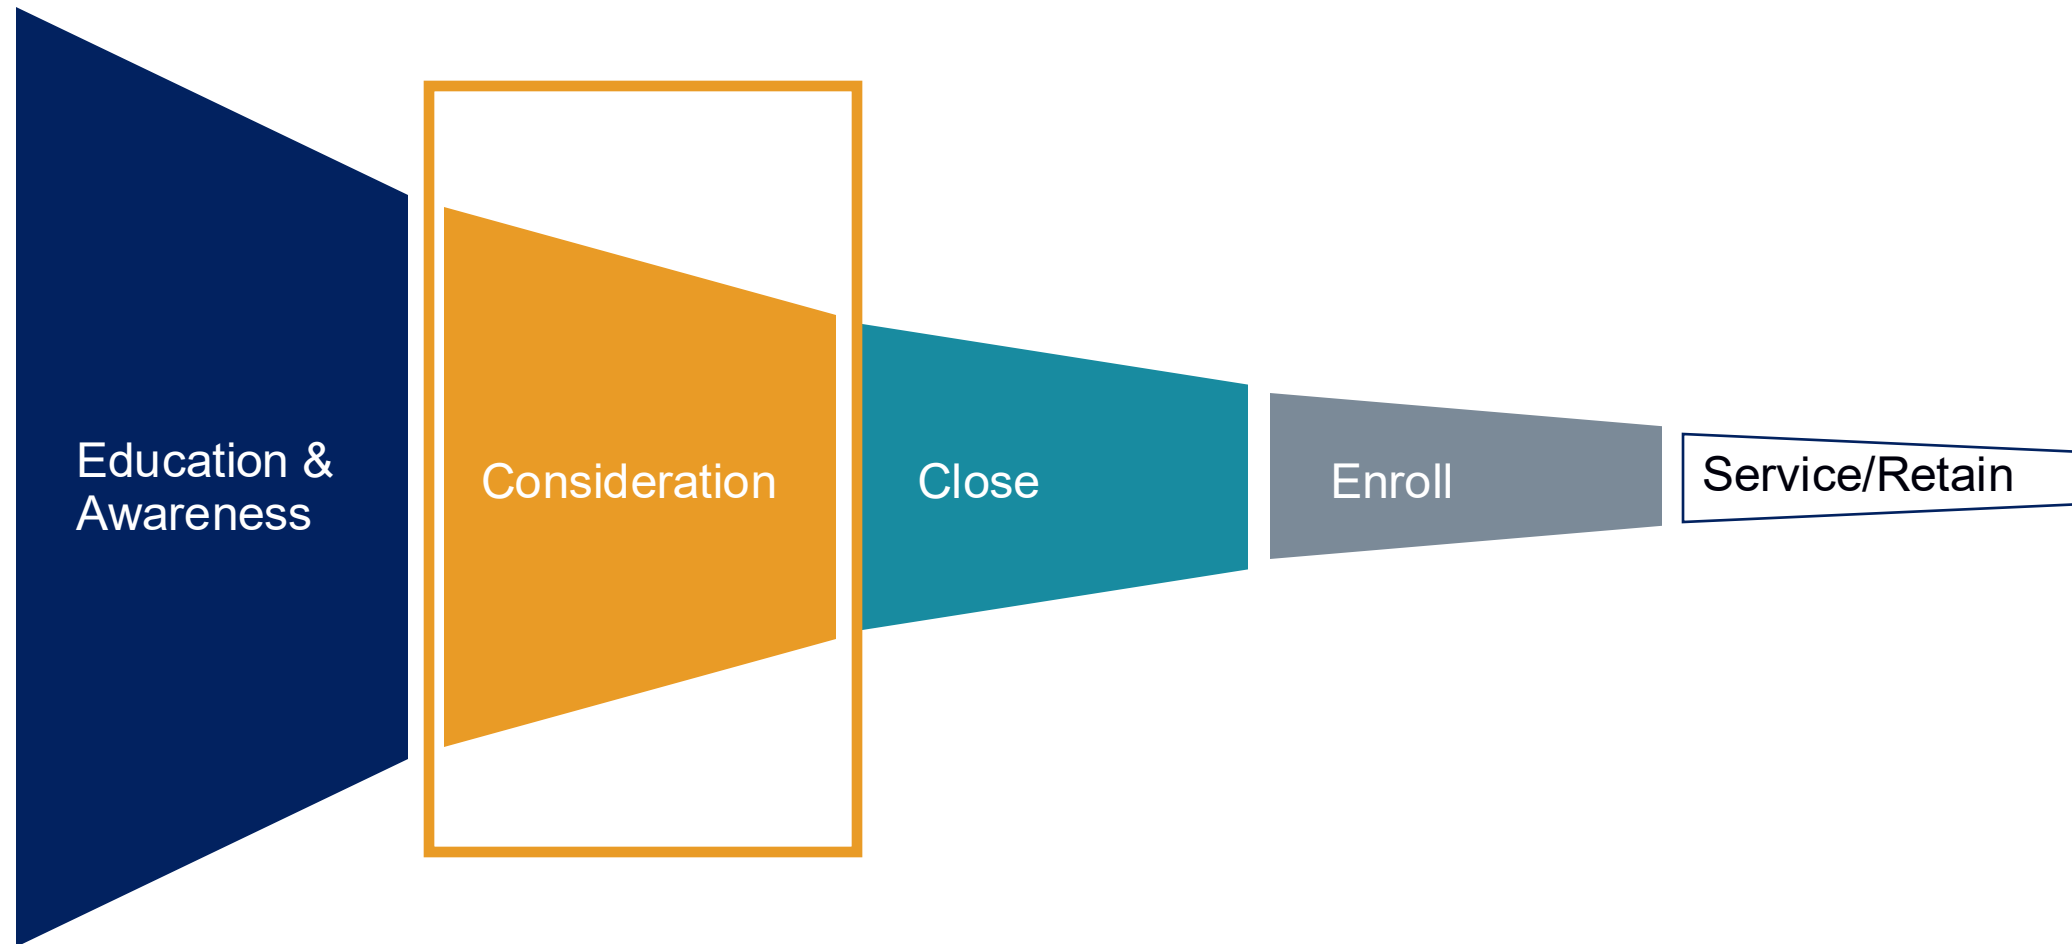 Education &
Awareness
Consideration
Close
Enroll
Service/Retain